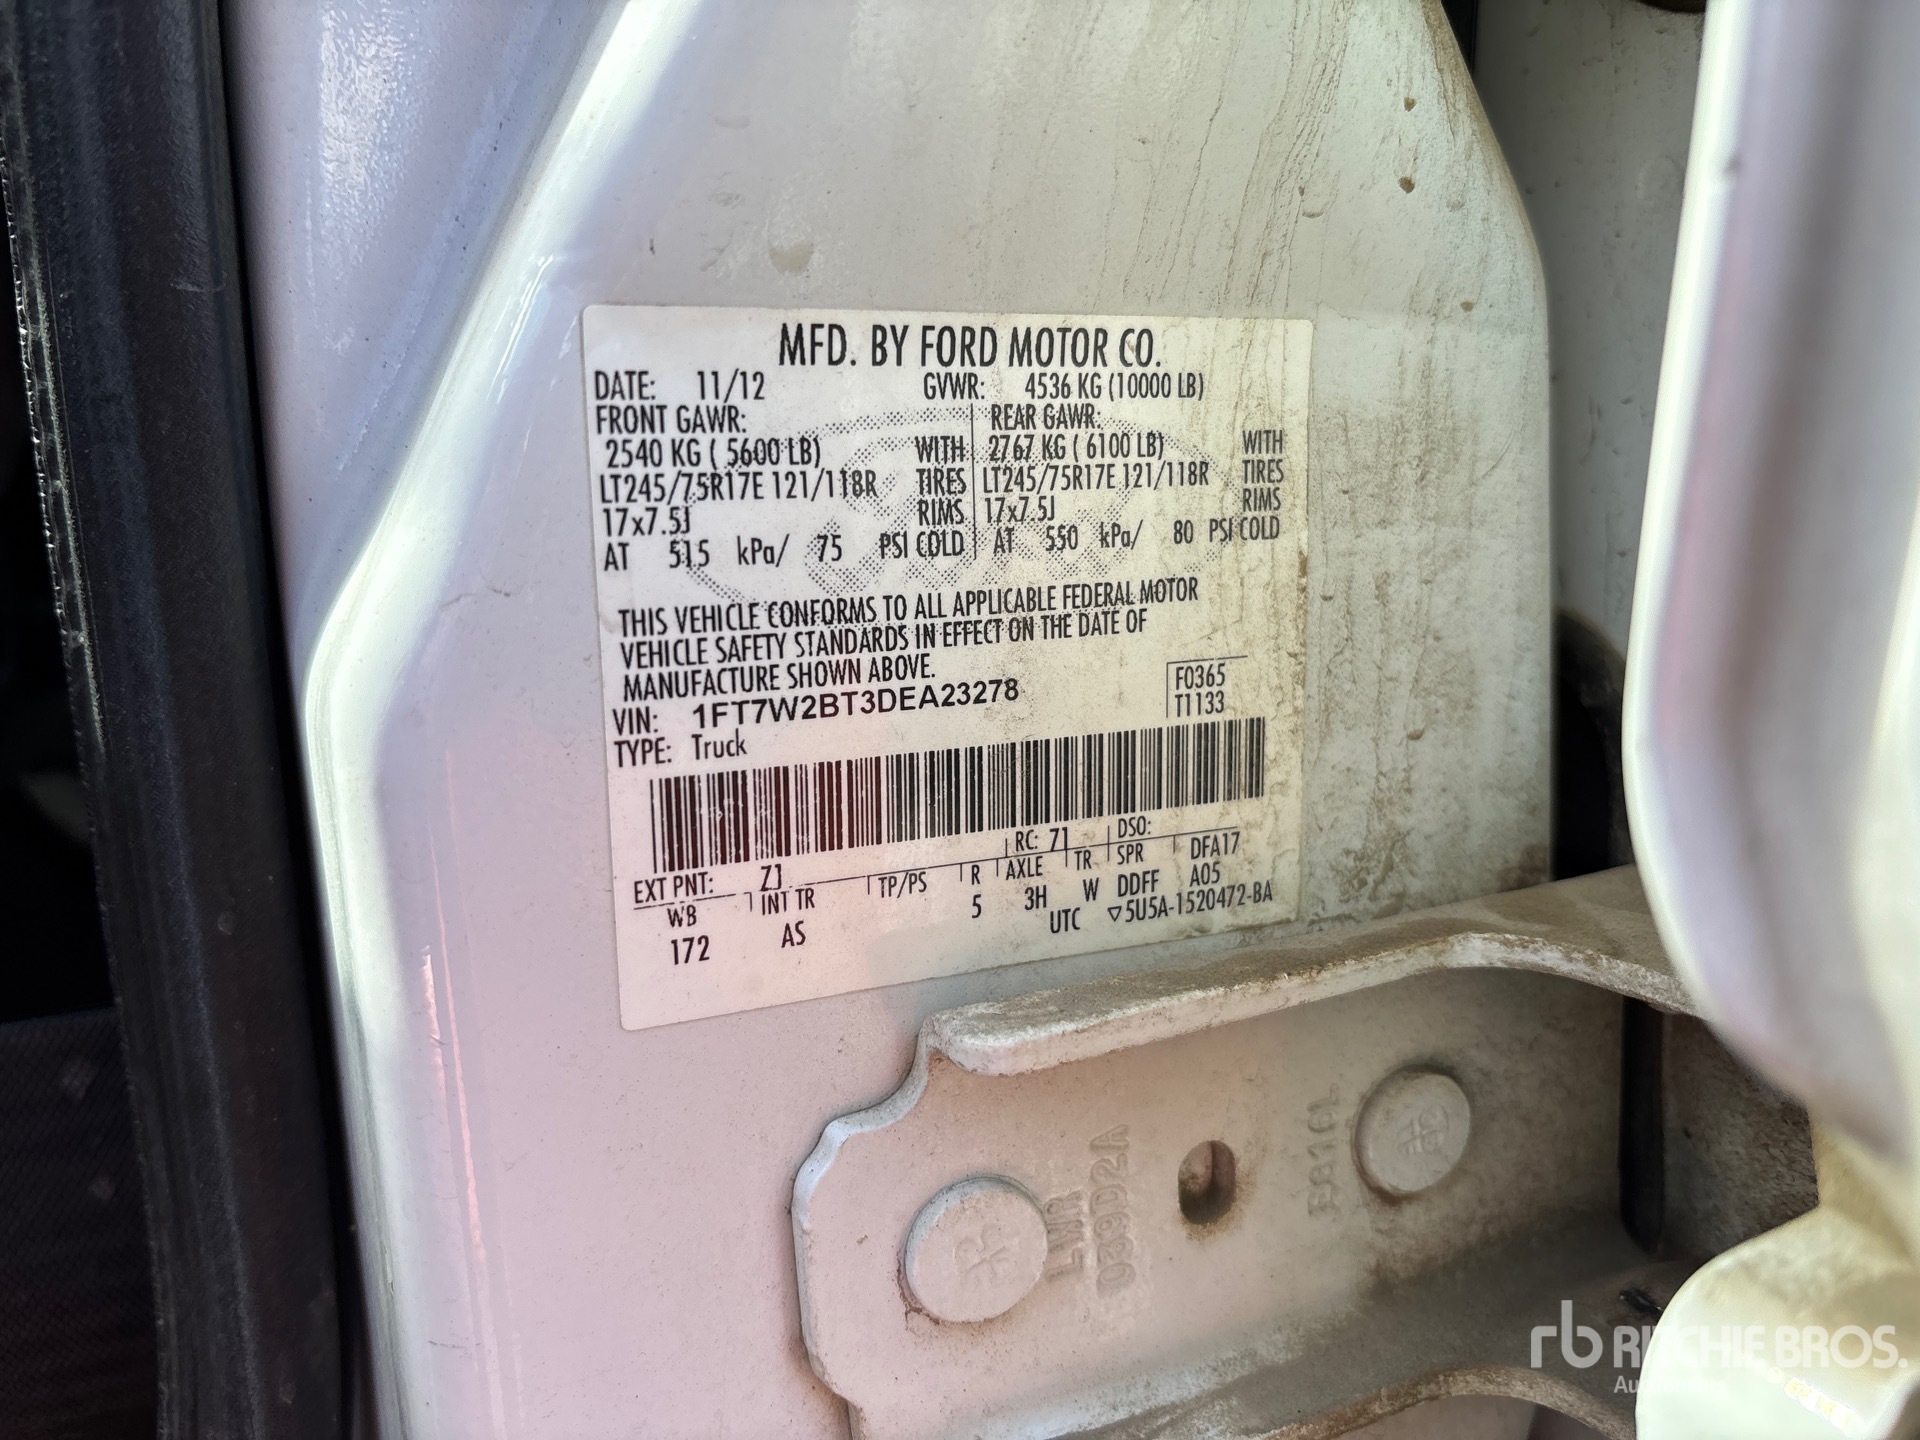 MFD. BY FORD MOTOR CO.
DATE: 11/12 GVWR: 4536 KG (10000 LB)
FRONT GAWR: REAR GAWR:
2540 KG ( 5600 LB) WITH 2767 KG ( 6100 LB) WITH
LT245/75R17E 121/118R TIRES LT245/75R17E 121/118R TIRES
17x7.5J RIMS 17x7.5J RIMS
AT 515 kPa/ 75 PSI COLD AT 550 kPa/ 80 PSI COLD
THIS VEHICLE CONFORMS TO ALL APPLICABLE FEDERAL MOTOR
VEHICLE SAFETY STANDARDS IN EFFECT ON THE DATE OF
MANUFACTURE SHOWN ABOVE.
VIN: 1FT7W2BT3DEA23278 F0365
TYPE: Truck T1133
EXT PNT: Z1 RC: 71 DSO:
WB INT TR TP/PS R AXLE TR SPR DFA17
172 AS 5 3H W DDFF A05
UTC ▽5U5A-1520472-BA
LWR
039D2A
rb RITCHIE BROS.